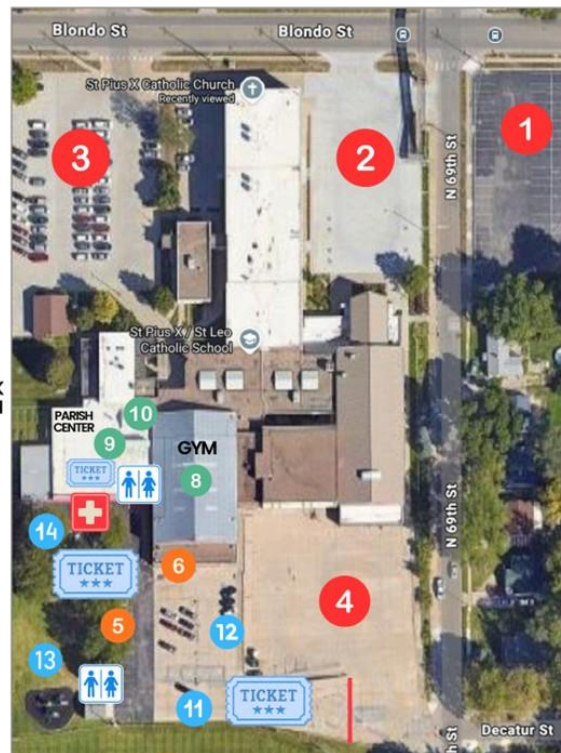 Blondo St
Blondo St
St Pius X Catholic Church
Recently viewed
1
2
3
N 69th St
St Pius X / St Leo
Catholic School
PARISH
CENTER
10
9
GYM
8
TICKET
14
TICKET
6
N 69th St
4
5
12
13
11
TICKET
Decatur St